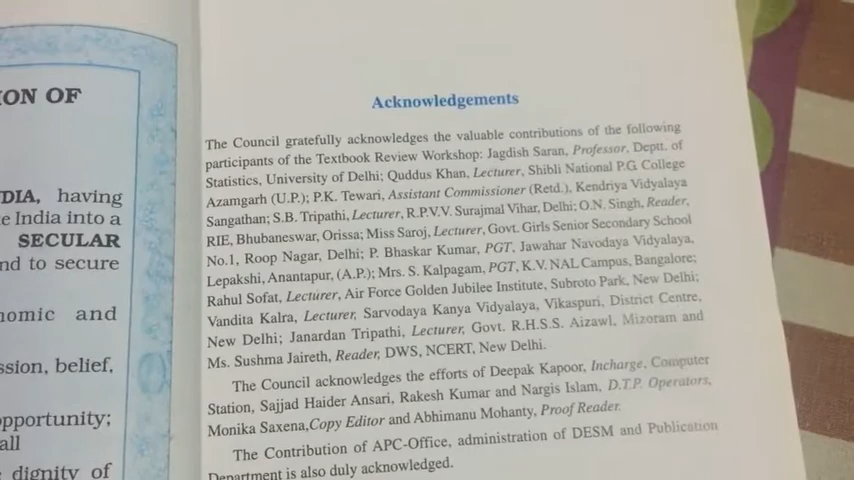 ION OF
DIA, having
e India into a
SECULAR
nd to secure
nomic and
ssion, belief,
opportunity;
all
dignity of
Acknowledgements
The Council gratefully acknowledges the valuable contributions of the following
participants of the Textbook Review Workshop: Jagdish Saran, Professor, Deptt. of
Statistics, University of Delhi; Quddus Khan, Lecturer, Shibli National P.G. College
Azamgarh (U.P.); P.K. Tewari, Assistant Commissioner (Retd.), Kendriya Vidyalaya
Sangathan; S.B. Tripathi, Lecturer, R.P.V.V. Surajmal Vihar, Delhi; O.N. Singh, Reader,
RIE, Bhubaneswar, Orissa; Miss Saroj, Lecturer, Govt. Girls Senior Secondary School
No.1, Roop Nagar, Delhi; P. Bhaskar Kumar, PGT, Jawahar Navodaya Vidyalaya,
Lepakshi, Anantapur, (A.P.); Mrs. S. Kalpagam, PGT, K.V. NAL Campus, Bangalore;
Rahul Sofat, Lecturer, Air Force Golden Jubilee Institute, Subroto Park, New Delhi;
Vandita Kalra, Lecturer, Sarvodaya Kanya Vidyalaya, Vikaspuri, District Centre,
New Delhi; Janardan Tripathi, Lecturer, Govt. R.H.S.S. Aizawl, Mizoram and
Ms. Sushma Jaireth, Reader, DWS, NCERT, New Delhi.
The Council acknowledges the efforts of Deepak Kapoor, Incharge, Computer
Station, Sajjad Haider Ansari, Rakesh Kumar and Nargis Islam, D.T.P. Operators,
Monika Saxena,Copy Editor and Abhimanu Mohanty, Proof Reader.
The Contribution of APC-Office, administration of DESM and Publication
Department is also duly acknowledged.